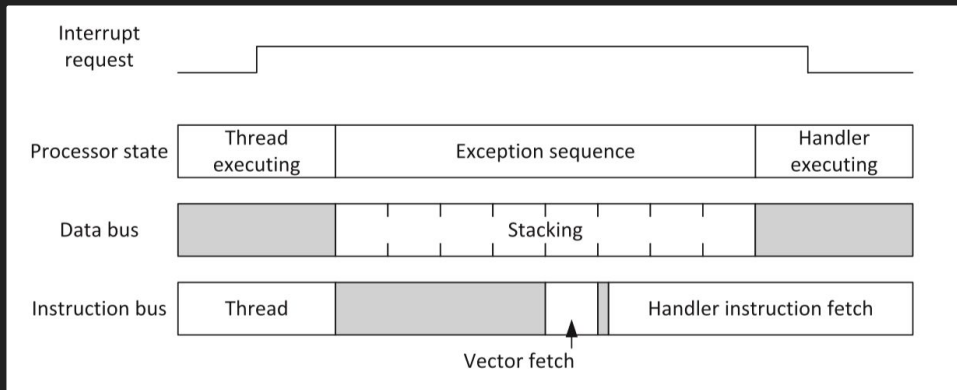 Interrupt
request
Processor state
Thread
executing
Exception sequence
Handler
executing
Data bus
Stacking
Instruction bus
Thread
Handler instruction fetch
Vector fetch